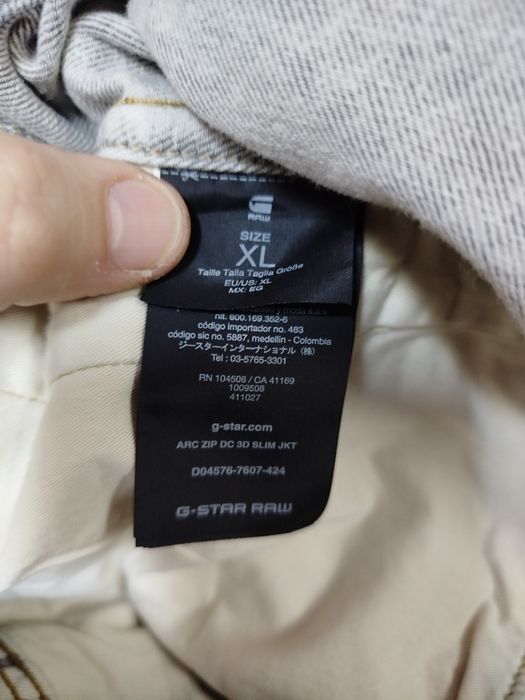 RAW
SIZE
XL
Taille Talla Taglia Größe
EU/US: XL
MX: EG
y moda s.a.s
nit. 800.169.352-6
código importador no. 483
código sic no. 5887, medellin - Colombia
ジースターインターナショナル（株）
Tel : 03-5765-3301
RN 104508 / CA 41169
1009508
411027
g-star.com
ARC ZIP DC 3D SLIM JKT
D04576-7607-424
G-STAR RAW